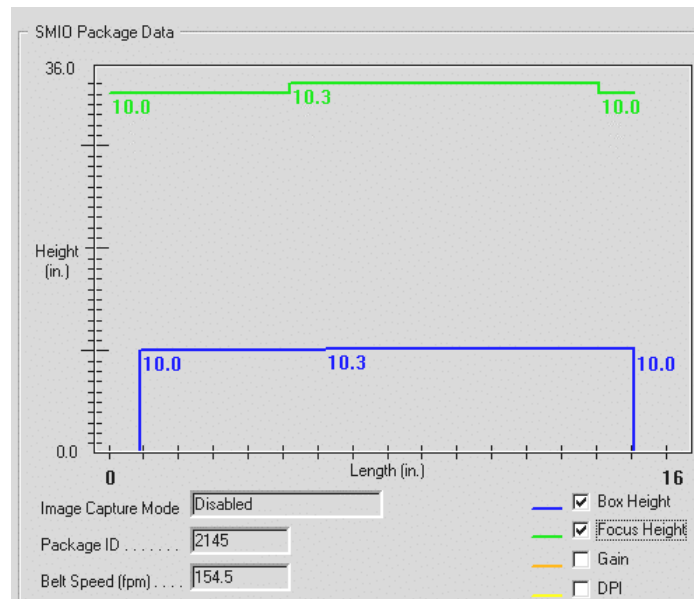 SMIO Package Data
36.0
10.0 10.3 10.0
Height
(in.)
10.0 10.3 10.0
0.0
0 Length (in.) 16
Image Capture Mode Disabled
Package ID ....... 2145
Belt Speed (fpm) .... 154.5
Box Height
Focus Height
Gain
DPI